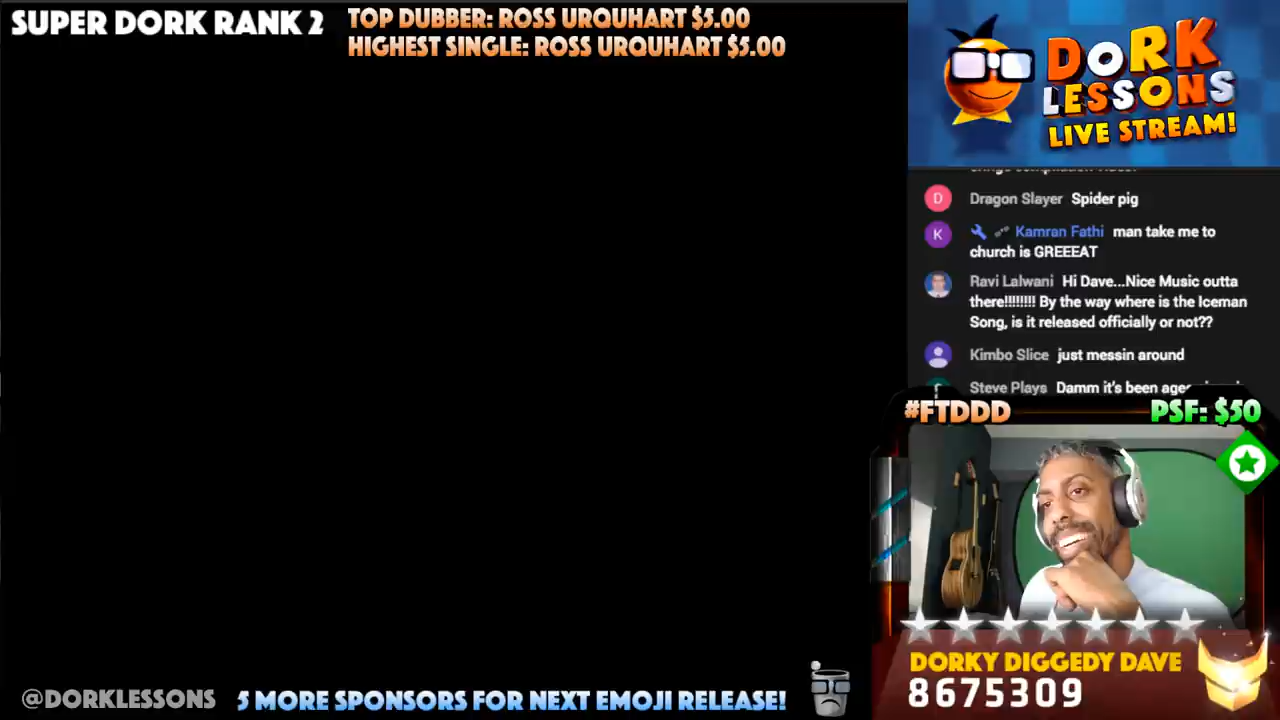 SUPER DORK RANK 2
TOP DUBBER: ROSS URQUHART $5.00
HIGHEST SINGLE: ROSS URQUHART $5.00
DORK
LESSONS
LIVE STREAM!
D Dragon Slayer Spider pig
K Kamran Fathi man take me to
church is GREEEAT
Ravi Lalwani Hi Dave...Nice Music outta
there!!!!!!!! By the way where is the Iceman
Song, is it released officially or not??
Kimbo Slice just messin around
Steve Plays Damm it's been ages
#FTDDD
PSF: $50
DORKY DIGGEDY DAVE
8675309
@DORKLESSONS
5 MORE SPONSORS FOR NEXT EMOJI RELEASE!